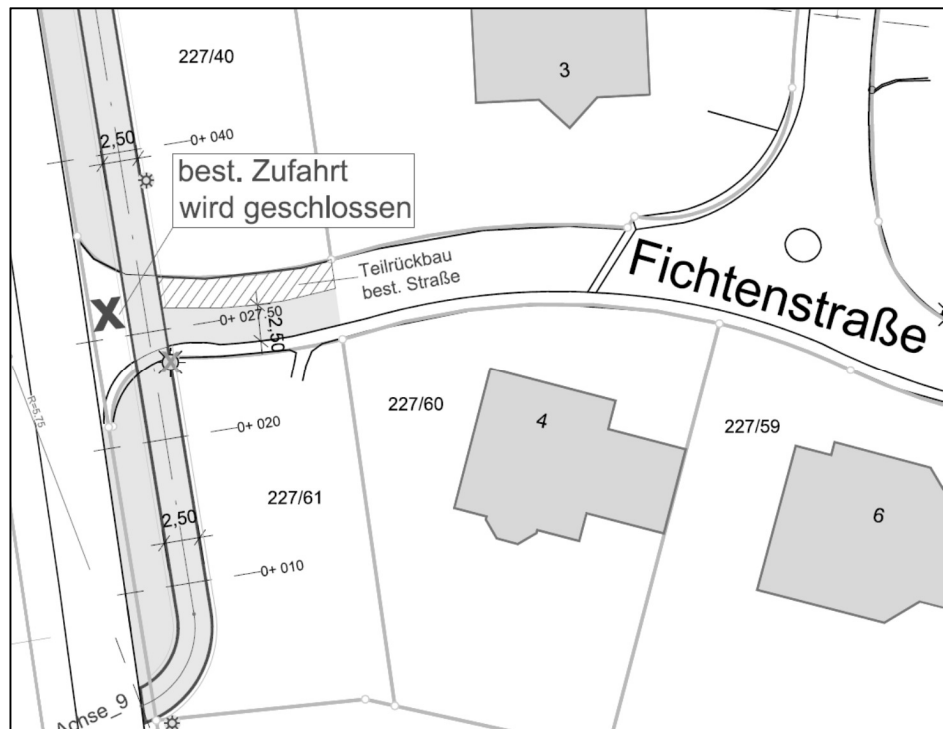 227/40
3
2,50
0+ 040
best. Zufahrt
wird geschlossen
Teilrückbau
best. Straße
Fichtenstraße
X
0+ 027.50
2,50
R=5.75
0+ 020
227/60
4
227/59
227/61
2,50
6
0+ 010
Achse_9